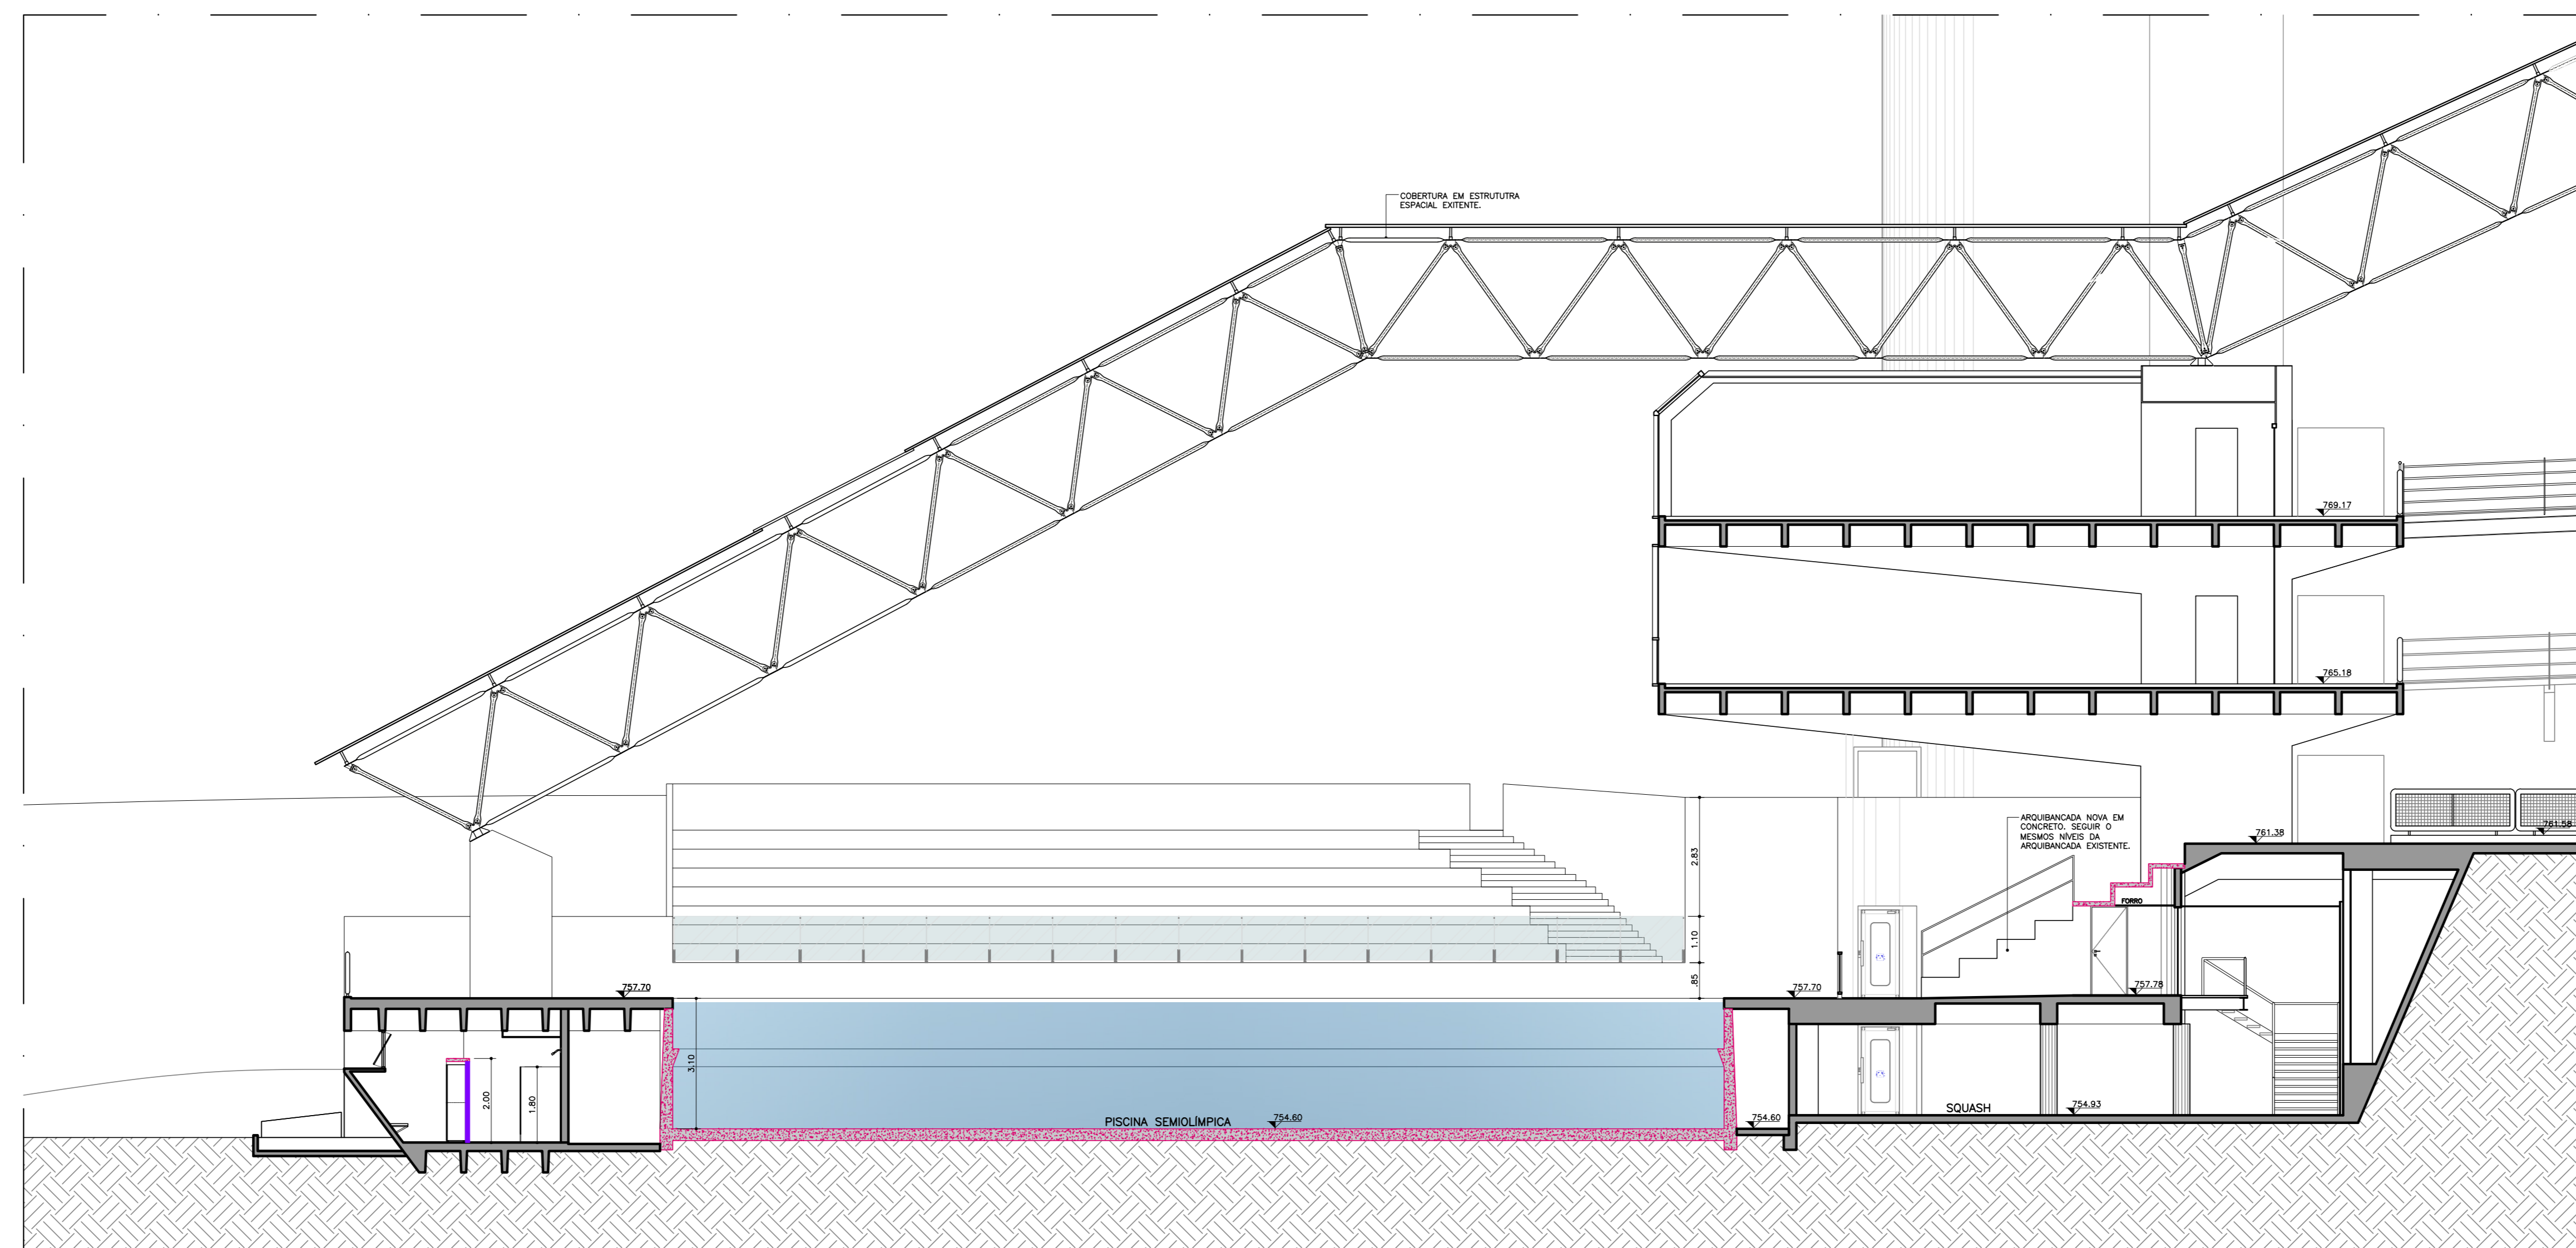 COBERTURA EM ESTRUTUTRA
ESPACIAL EXITENTE.
769.17
765.18
ARQUIBANCADA NOVA EM
CONCRETO. SEGUIR O
MESMOS NÍVEIS DA
ARQUIBANCADA EXISTENTE.
761.38
761.58
2.83
1.10
.85
FORRO
757.70
757.70
757.78
3.10
2.00
1.80
PISCINA SEMIOLÍMPICA
754.60
754.60
SQUASH
754.93